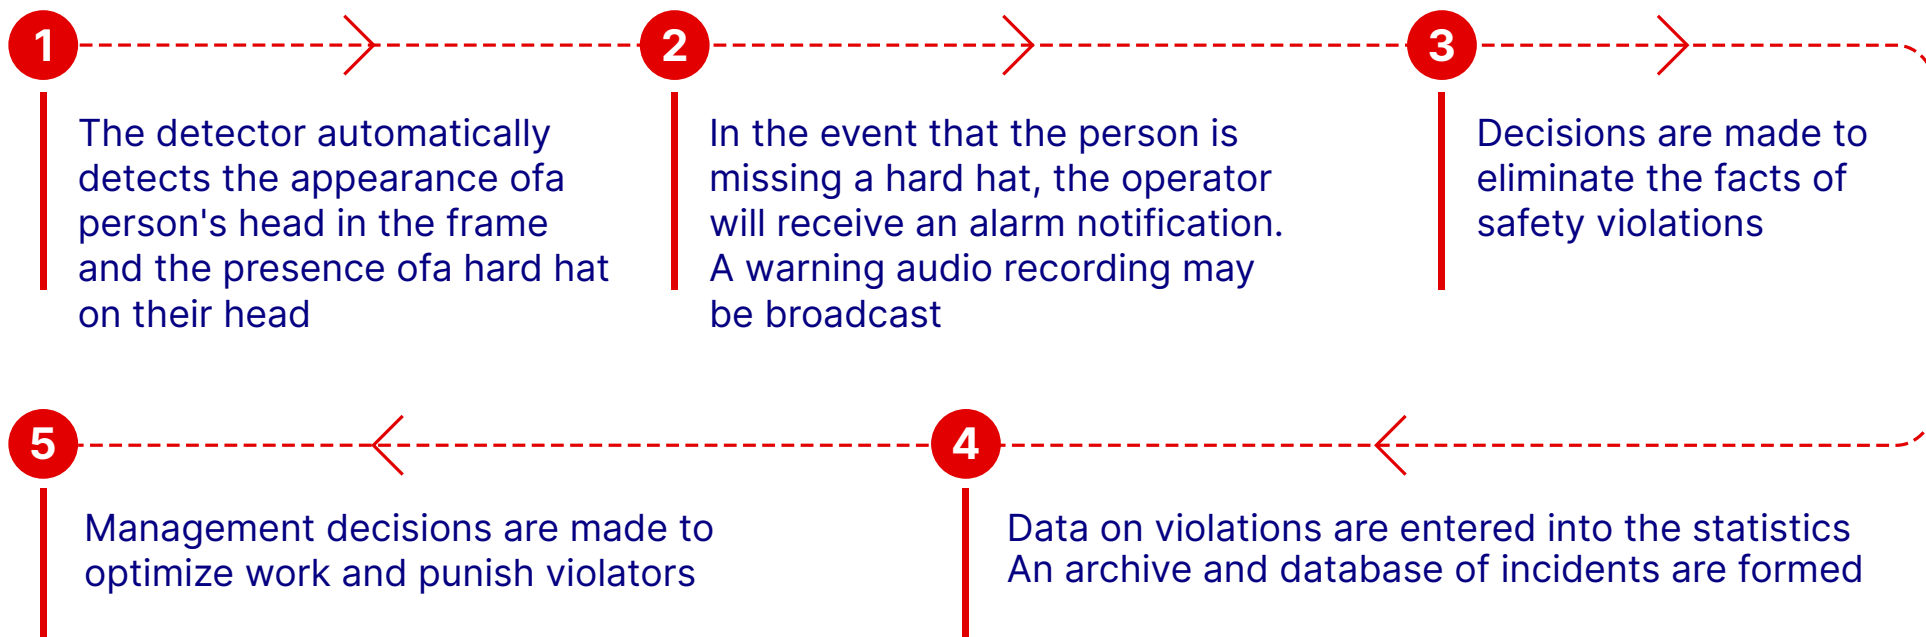 1
The detector automatically
detects the appearance ofa
person's head in the frame
and the presence ofa hard hat
on their head
2
In the event that the person is
missing a hard hat, the operator
will receive an alarm notification.
A warning audio recording may
be broadcast
3
Decisions are made to
eliminate the facts of
safety violations
4
Data on violations are entered into the statistics
An archive and database of incidents are formed
5
Management decisions are made to
optimize work and punish violators